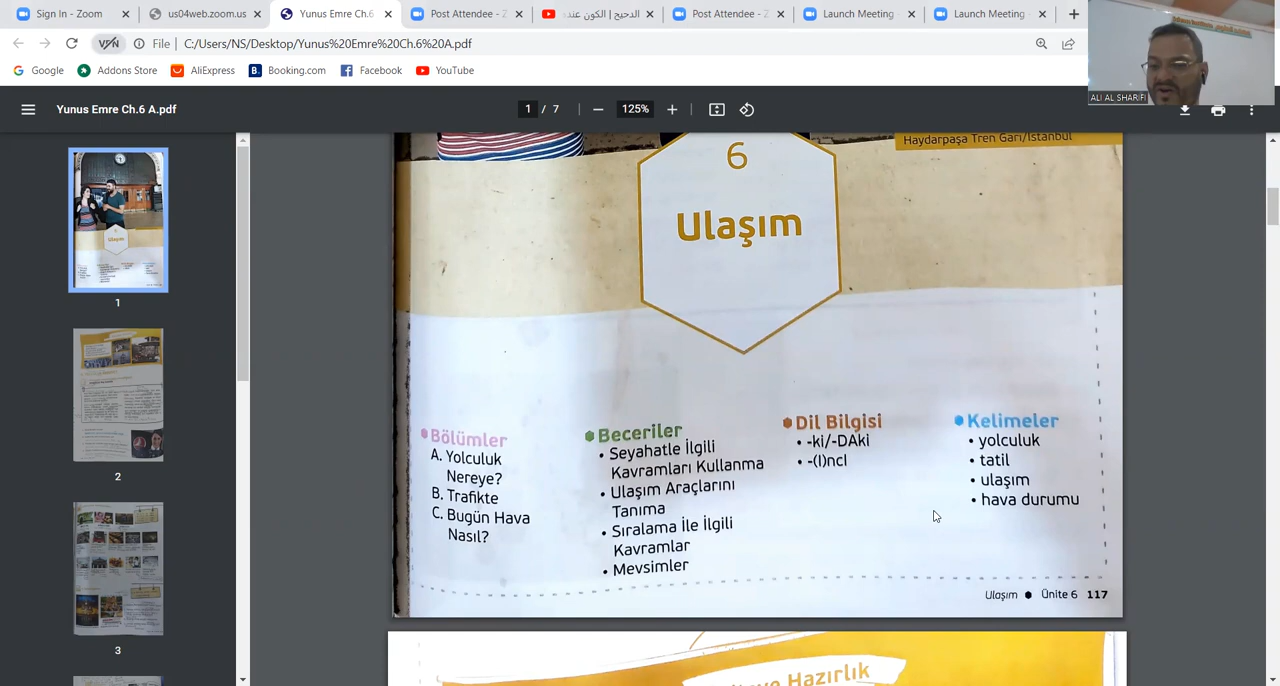 Sign In - Zoom
us04web.zoom.us
Yunus Emre Ch.6
Post Attendee - Z
الدحيح | الكون عنده
Post Attendee - Z
Launch Meeting
Launch Meeting
VPN
File | C:/Users/NS/Desktop/Yunus%20Emre%20Ch.6%20A.pdf
Google
Addons Store
AliExpress
Booking.com
Facebook
YouTube
ALI AL SHARIFI
Yunus Emre Ch.6 A.pdf
1 / 7
125%
Haydarpaşa Tren Garı/İstanbul
6
Ulaşım
Bölümler
A. Yolculuk
Nereye?
B. Trafikte
C. Bugün Hava
Nasıl?
Beceriler
• Seyahatle İlgili
Kavramları Kullanma
• Ulaşım Araçlarını
Tanıma
• Sıralama İle İlgili
Kavramlar
• Mevsimler
Dil Bilgisi
• -ki/-DAki
• -(I)ncI
Kelimeler
• yolculuk
• tatil
• ulaşım
• hava durumu
Ulaşım • Ünite 6 117
Hazırlık
1
2
3